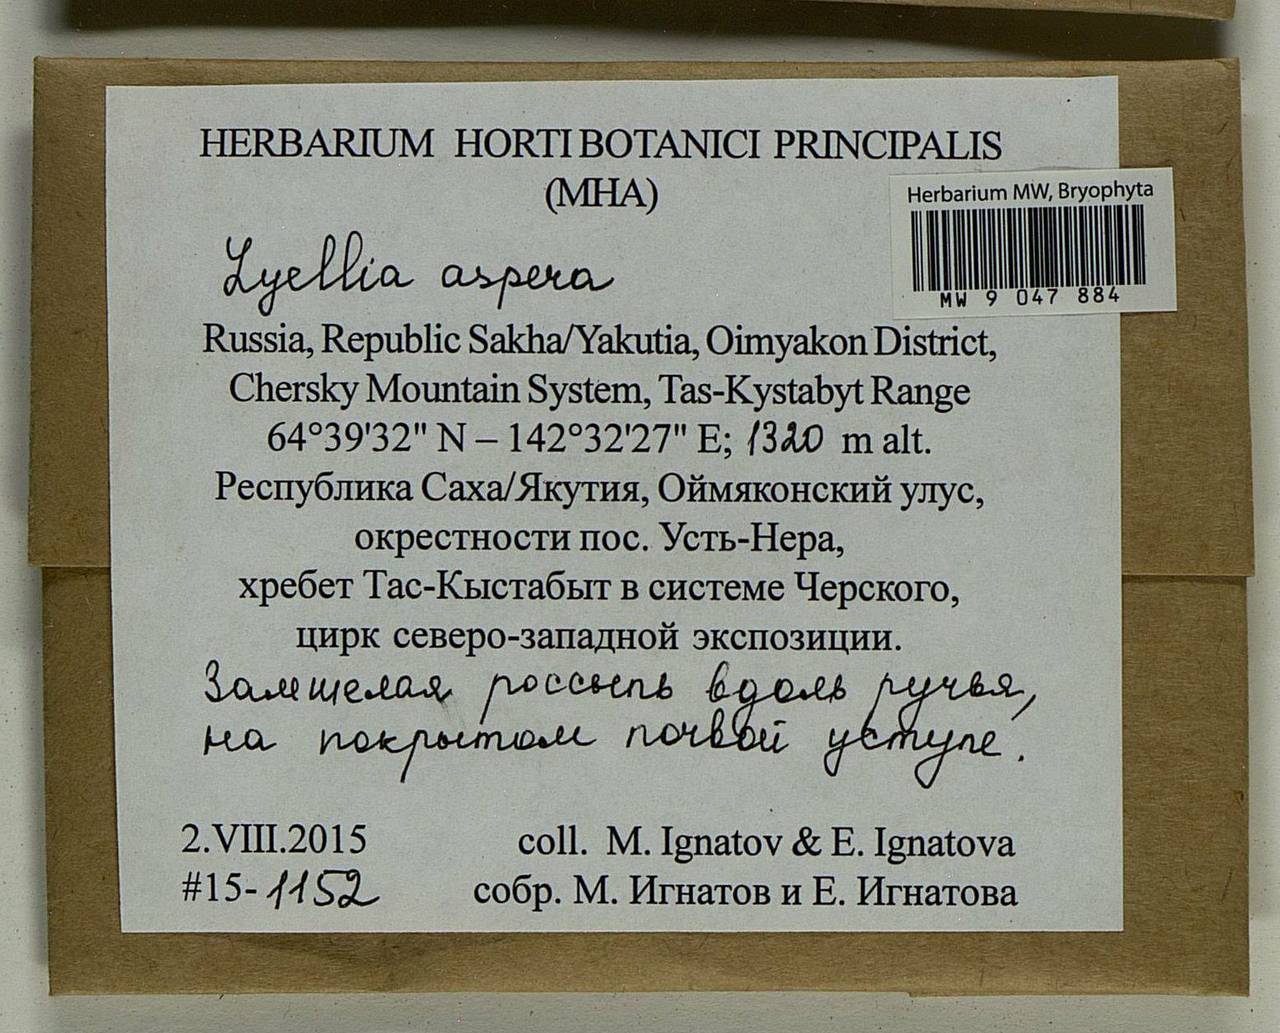 HERBARIUM HORTI BOTANICI PRINCIPALIS
(MHA)
Herbarium MW, Bryophyta
MW 9 047 884
Lyellia aspera
Russia, Republic Sakha/Yakutia, Oimyakon District,
Chersky Mountain System, Tas-Kystabyt Range
64°39'32" N – 142°32'27" E; 1320 m alt.
Республика Саха/Якутия, Оймяконский улус,
окрестности пос. Усть-Нера,
хребет Тас-Кыстабыт в системе Черского,
цирк северо-западной экспозиции.
Замшелая россыпь вдоль ручья,
на покрытом почвой уступе.
2.VIII.2015 coll. M. Ignatov & E. Ignatova
#15-1152 собр. М. Игнатов и Е. Игнатова